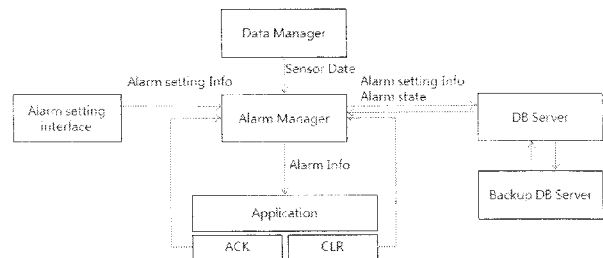 Data Manager
Sensor Date
Alarm setting Info
Alarm setting Info
Alarm state
Alarm setting
interface
Alarm Manager
DB Server
Alarm Info
Backup DB Server
Application
ACK
CLR